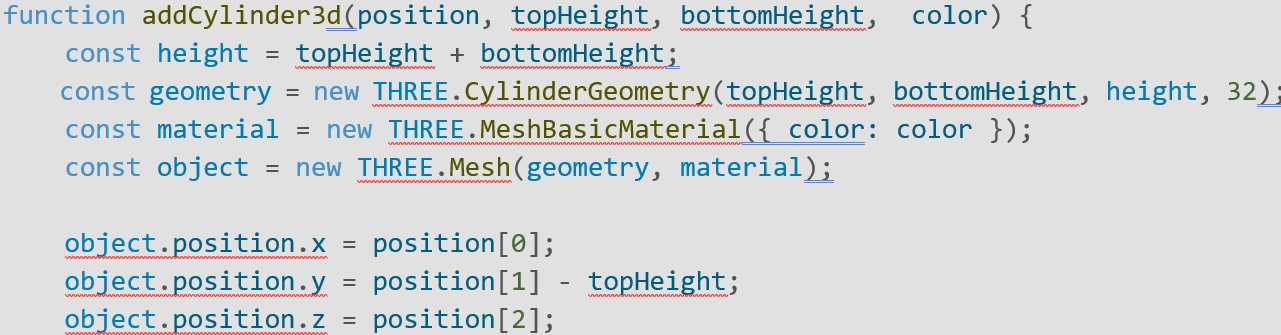 function addCylinder3d(position, topHeight, bottomHeight,  color) {
    const height = topHeight + bottomHeight;
    const geometry = new THREE.CylinderGeometry(topHeight, bottomHeight, height, 32);
    const material = new THREE.MeshBasicMaterial({ color: color });
    const object = new THREE.Mesh(geometry, material);

    object.position.x = position[0];
    object.position.y = position[1] - topHeight;
    object.position.z = position[2];